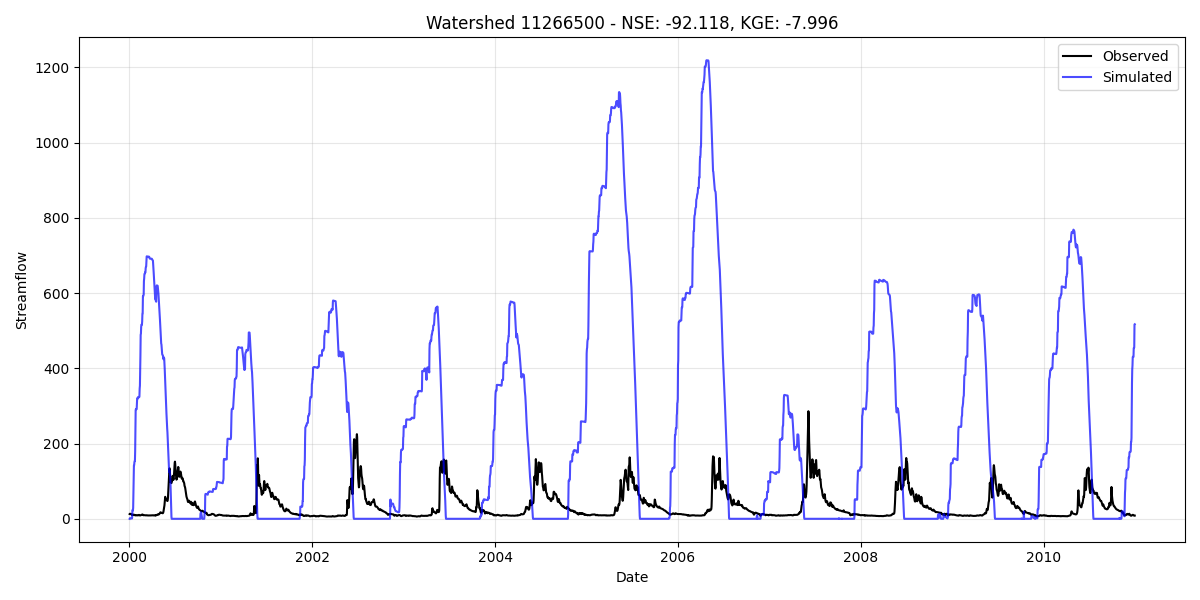 Watershed 11266500 - NSE: -92.118, KGE: -7.996
Observed
Simulated
Streamflow
1200
1000
800
600
400
200
0
2000 2002 2004 2006 2008 2010
Date